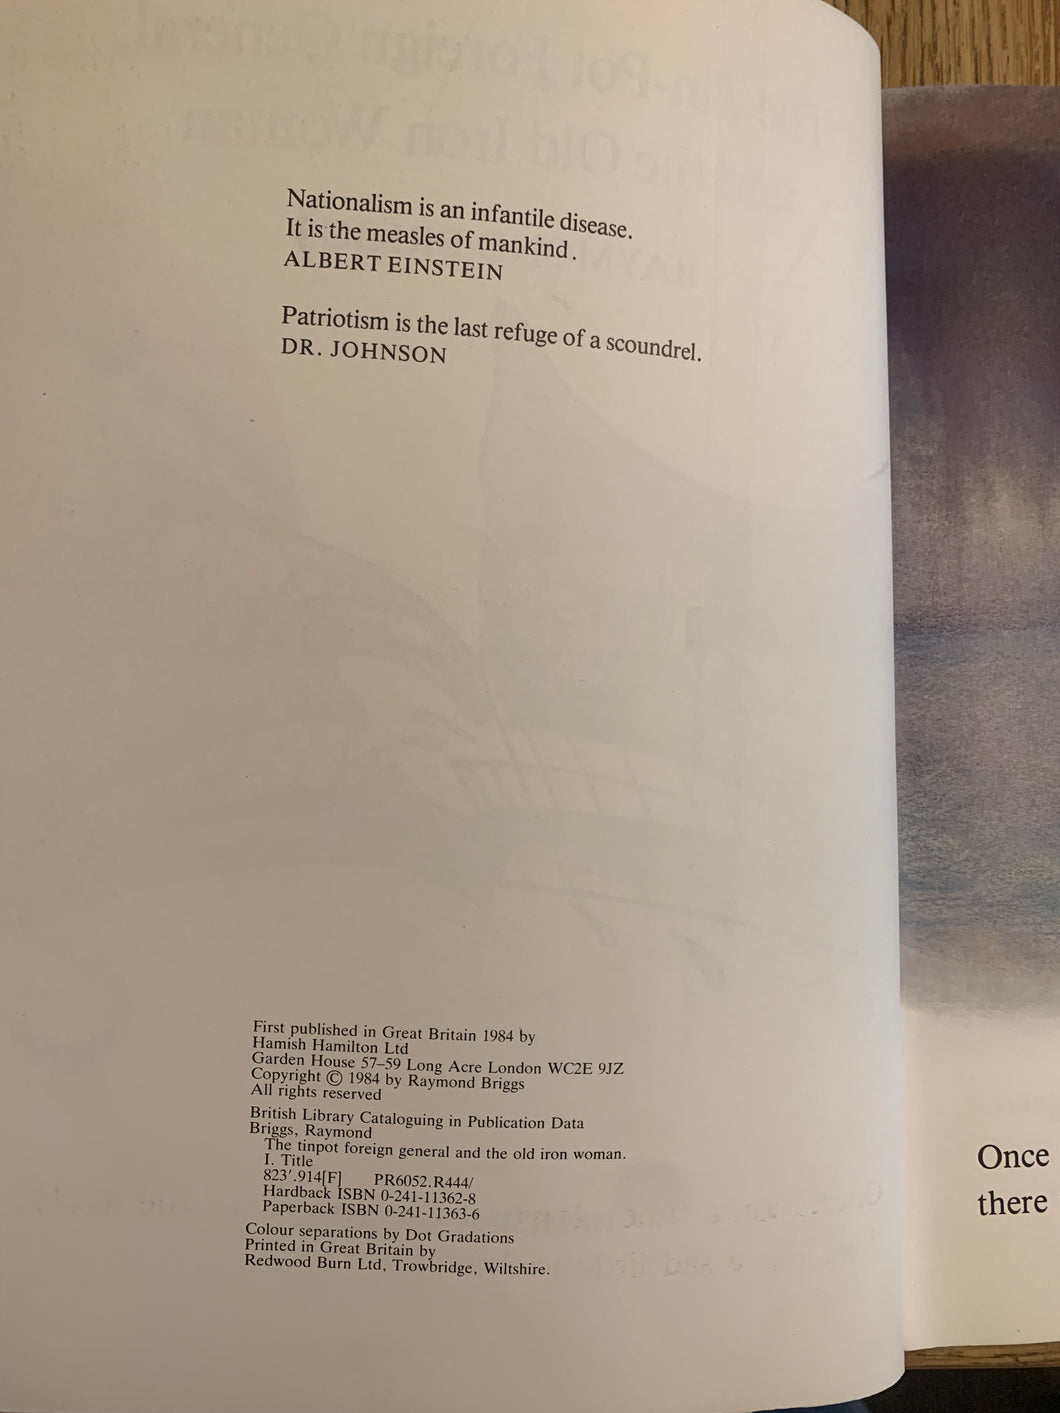 Nationalism is an infantile disease.
It is the measles of mankind.
ALBERT EINSTEIN
Patriotism is the last refuge of a scoundrel.
DR. JOHNSON
First published in Great Britain 1984 by
Hamish Hamilton Ltd
Garden House 57–59 Long Acre London WC2E 9JZ
Copyright © 1984 by Raymond Briggs
All rights reserved
British Library Cataloguing in Publication Data
Briggs, Raymond
The tinpot foreign general and the old iron woman.
I. Title
823'.914[F] PR6052.R444/
Hardback ISBN 0-241-11362-8
Paperback ISBN 0-241-11363-6
Colour separations by Dot Gradations
Printed in Great Britain by
Redwood Burn Ltd, Trowbridge, Wiltshire.
Once
there